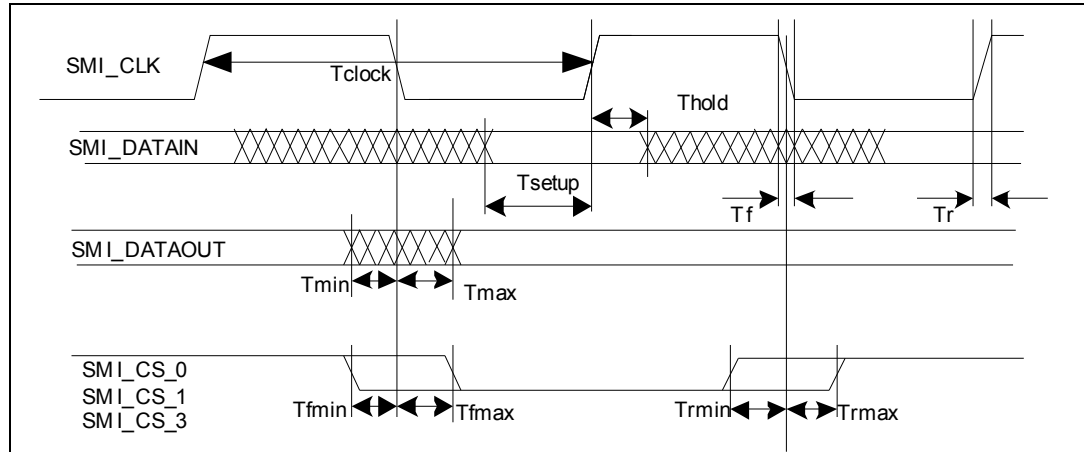 SMI_CLK
Tclock
Thold
SMI_DATAIN
Tsetup
Tf
Tr
SMI_DATAOUT
Tmin
Tmax
SMI_CS_0
SMI_CS_1
SMI_CS_3
Tfmin
Tfmax
Trmin
Trmax